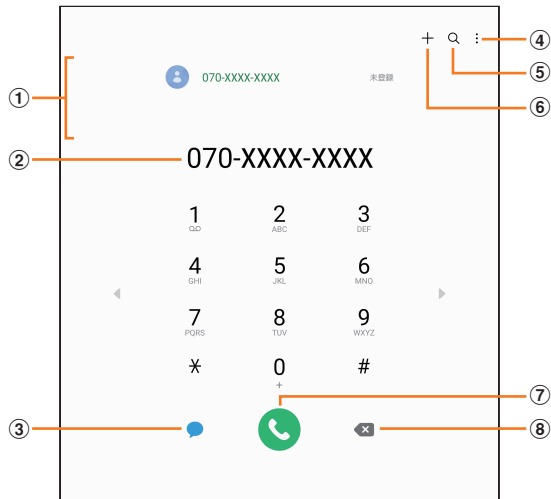 ④
⑤
⑥
①
070-XXXX-XXXX 未登録
② 070-XXXX-XXXX
1 2 3
ABC DEF
4 5 6
GHI JKL MNO
7 8 9
PQRS TUV WXYZ
* 0 #
+
⑦
③
⑧